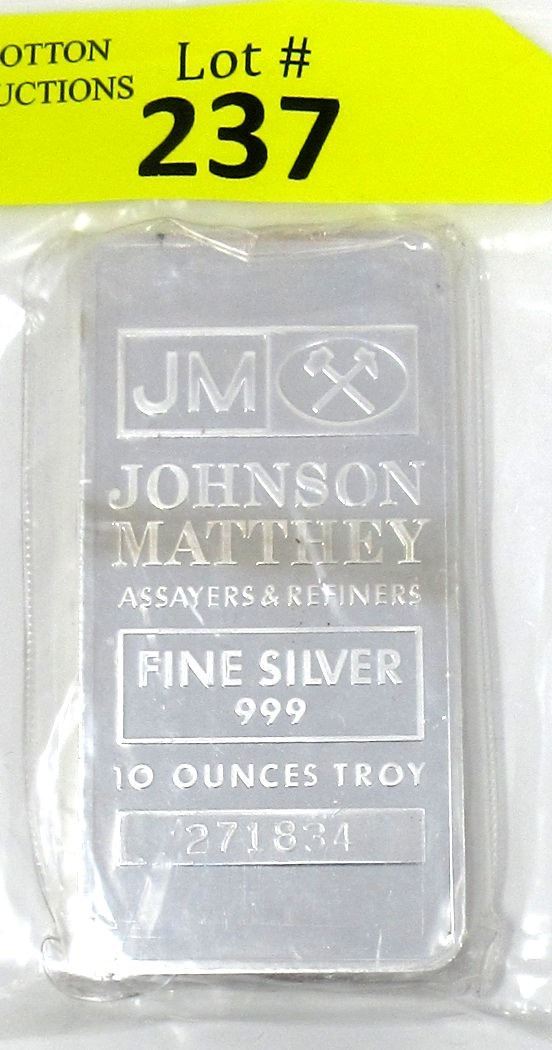 OTTON
UCTIONS
Lot #
237
JM
JOHNSON
MATTHEY
ASSAYERS & REFINERS
FINE SILVER
999
10 OUNCES TROY
271834